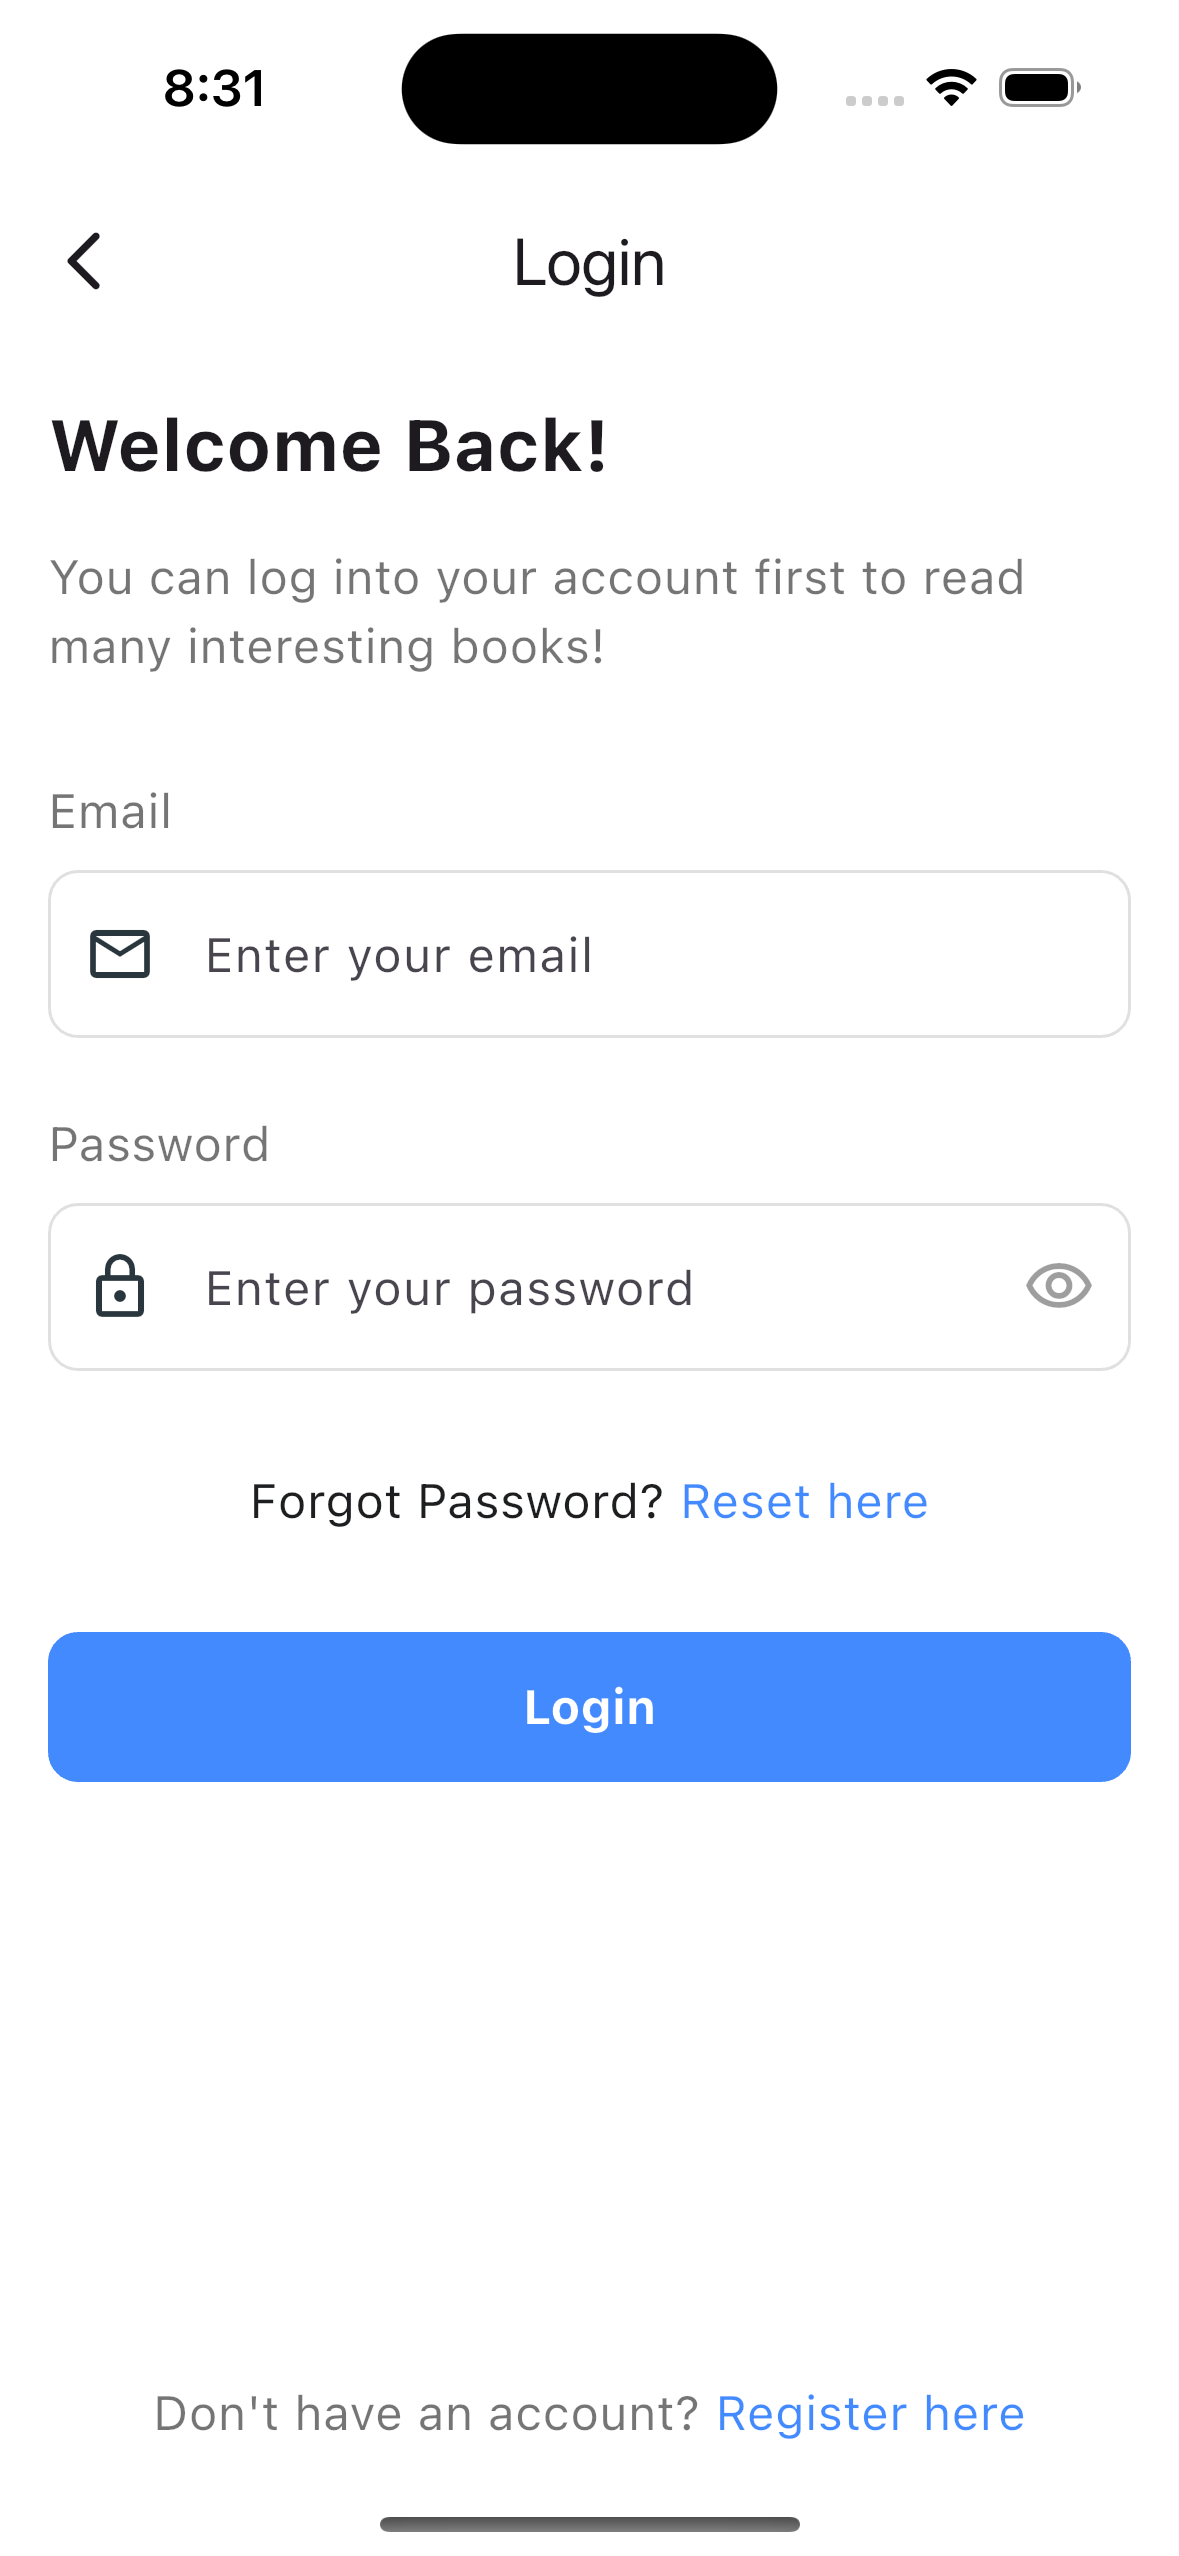 8:31
Login
Welcome Back!
You can log into your account first to read
many interesting books!
Email
Enter your email
Password
Enter your password
Forgot Password? Reset here
Login
Don't have an account? Register here